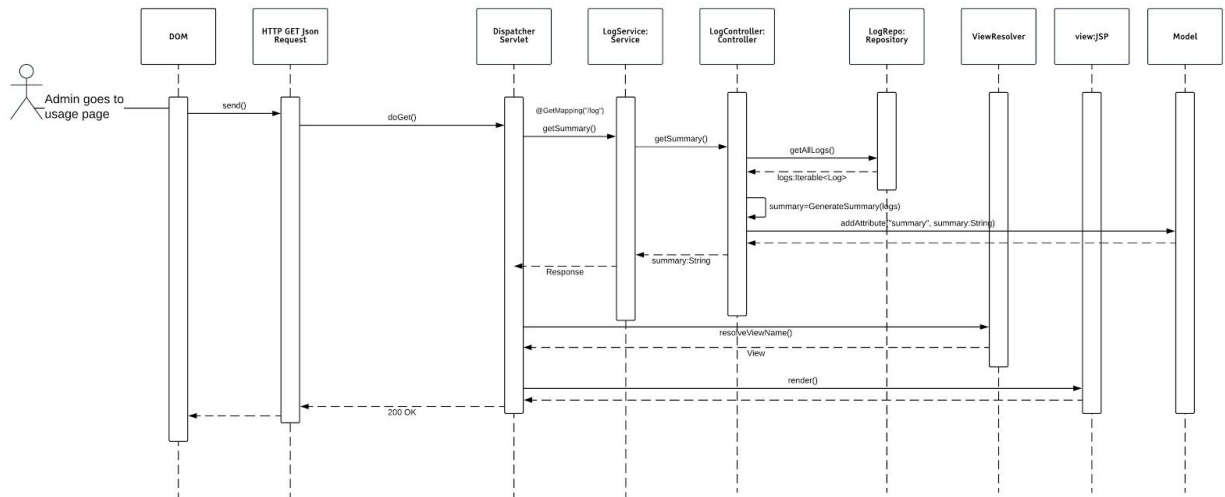 DOM
HTTP GET Json
Request
Dispatcher
Servlet
LogService:
Service
LogController:
Controller
LogRepo:
Repository
ViewResolver
view:JSP
Model
Admin goes to
usage page
send()
doGet()
@GetMapping("/log")
getSummary()
getSummary()
getAllLogs()
logs:Iterable<Log>
summary=GenerateSummary(logs)
addAttribute("summary", summary:String)
summary:String
Response
resolveViewName()
View
render()
200 OK